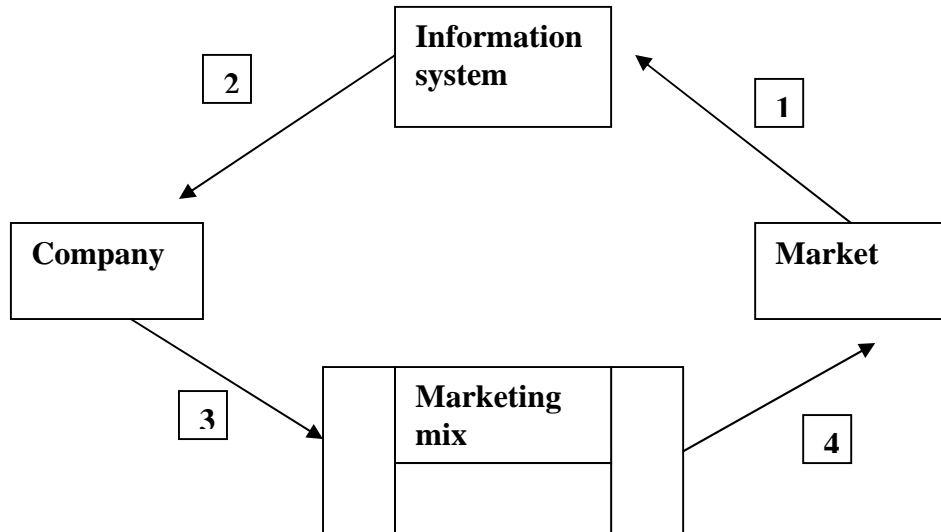 Information
system
2
1
Company
Market
Marketing
mix
3
4